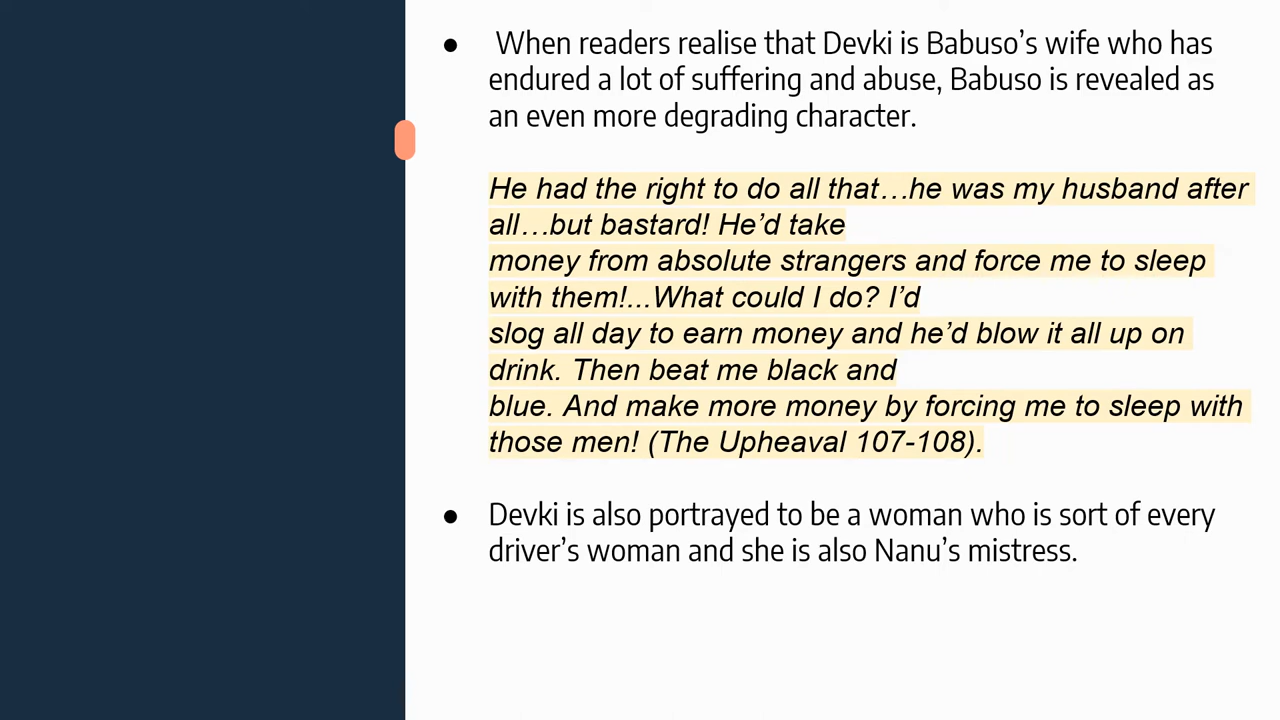 ● When readers realise that Devki is Babuso’s wife who has
endured a lot of suffering and abuse, Babuso is revealed as
an even more degrading character.
He had the right to do all that…he was my husband after
all…but bastard! He’d take
money from absolute strangers and force me to sleep
with them!...What could I do? I’d
slog all day to earn money and he’d blow it all up on
drink. Then beat me black and
blue. And make more money by forcing me to sleep with
those men! (The Upheaval 107-108).
● Devki is also portrayed to be a woman who is sort of every
driver’s woman and she is also Nanu’s mistress.